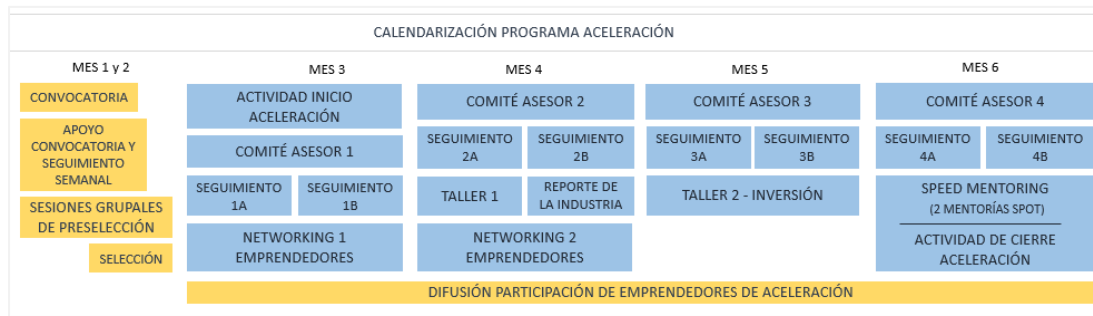 CALENDARIZACIÓN PROGRAMA ACELERACIÓN
MES 1 y 2
CONVOCATORIA
APOYO
CONVOCATORIA Y
SEGUIMIENTO
SEMANAL
SESIONES GRUPALES
DE PRESELECCIÓN
SELECCIÓN
MES 3
ACTIVIDAD INICIO
ACELERACIÓN
COMITÉ ASESOR 1
SEGUIMIENTO
1A
SEGUIMIENTO
1B
NETWORKING 1
EMPRENDEDORES
MES 4
COMITÉ ASESOR 2
SEGUIMIENTO
2A
SEGUIMIENTO
2B
TALLER 1
REPORTE DE
LA INDUSTRIA
NETWORKING 2
EMPRENDEDORES
MES 5
COMITÉ ASESOR 3
SEGUIMIENTO
3A
SEGUIMIENTO
3B
TALLER 2 - INVERSIÓN
MES 6
COMITÉ ASESOR 4
SEGUIMIENTO
4A
SEGUIMIENTO
4B
SPEED MENTORING
(2 MENTORÍAS SPOT)
ACTIVIDAD DE CIERRE
ACELERACIÓN
DIFUSIÓN PARTICIPACIÓN DE EMPRENDEDORES DE ACELERACIÓN